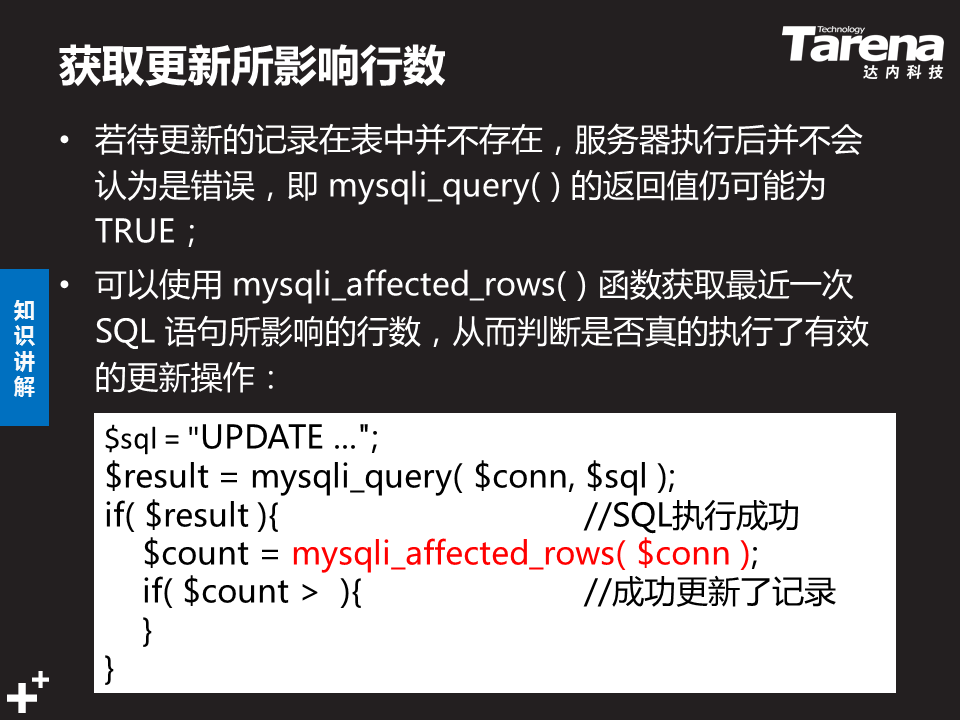 获取更新所影响行数
Technology
Tarena
达内科技
• 若待更新的记录在表中并不存在，服务器执行后并不会
认为是错误，即 mysqli_query( ) 的返回值仍可能为
TRUE；
• 可以使用 mysqli_affected_rows( ) 函数获取最近一次
SQL 语句所影响的行数，从而判断是否真的执行了有效
的更新操作：
知
识
讲
解
$sql = "UPDATE ...";
$result = mysqli_query( $conn, $sql );
if( $result ){ //SQL执行成功
$count = mysqli_affected_rows( $conn );
if( $count > ){ //成功更新了记录
}
}